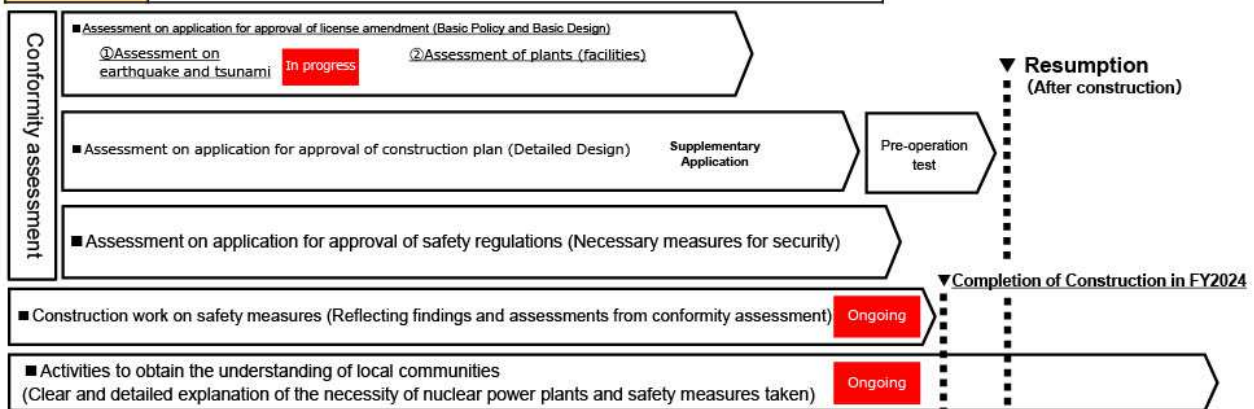 Conformity assessment
■Assessment on application for approval of license amendment (Basic Policy and Basic Design)
①Assessment on
earthquake and tsunami
In progress
②Assessment of plants (facilities)
▼ Resumption
(After construction)
■ Assessment on application for approval of construction plan (Detailed Design)
Supplementary
Application
Pre-operation
test
■ Assessment on application for approval of safety regulations (Necessary measures for security)
▼Completion of Construction in FY2024
■ Construction work on safety measures (Reflecting findings and assessments from conformity assessment)
Ongoing
■ Activities to obtain the understanding of local communities
(Clear and detailed explanation of the necessity of nuclear power plants and safety measures taken)
Ongoing